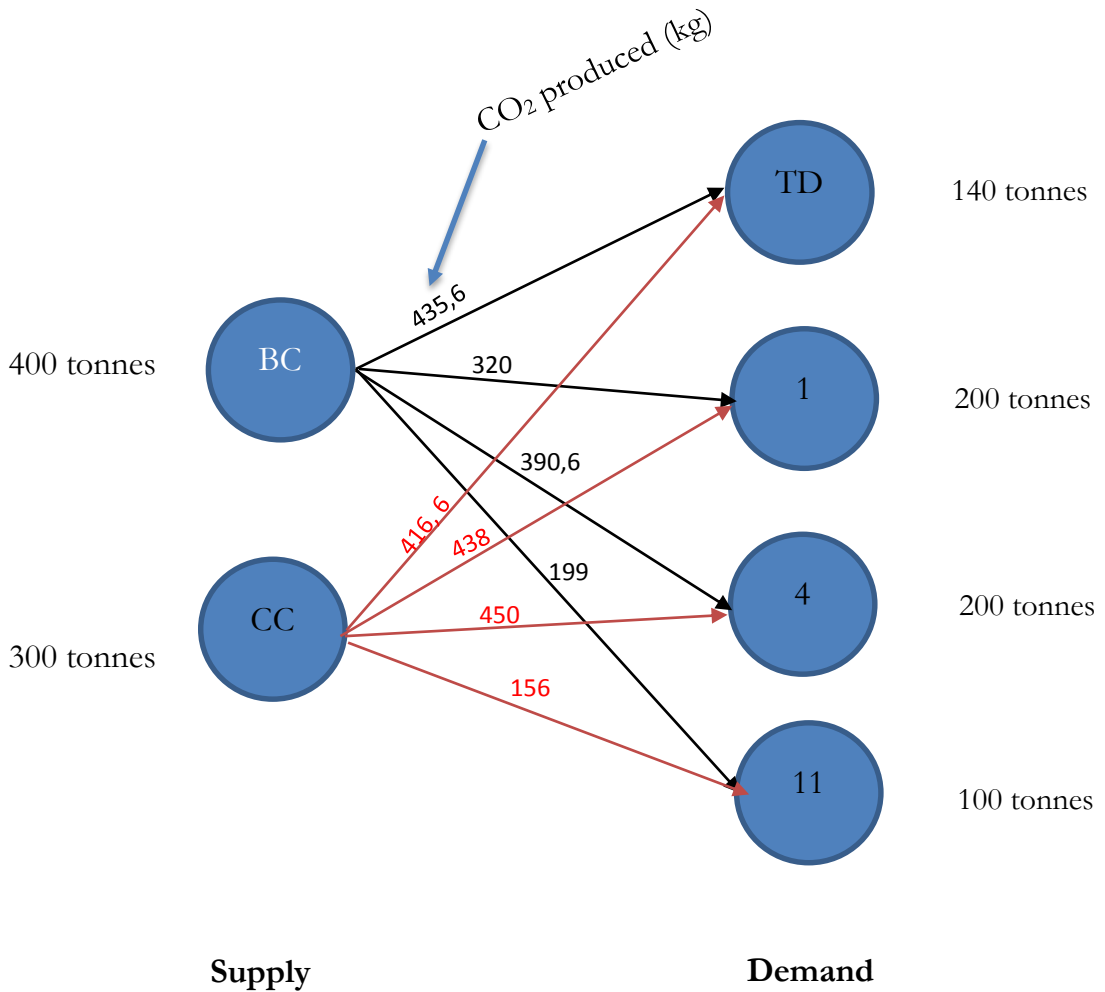 CO₂ produced (kg)
TD
140 tonnes
435,6
400 tonnes
BC
320
1
200 tonnes
390,6
416, 6
438
199
4
200 tonnes
CC
450
300 tonnes
156
11
100 tonnes
Supply
Demand